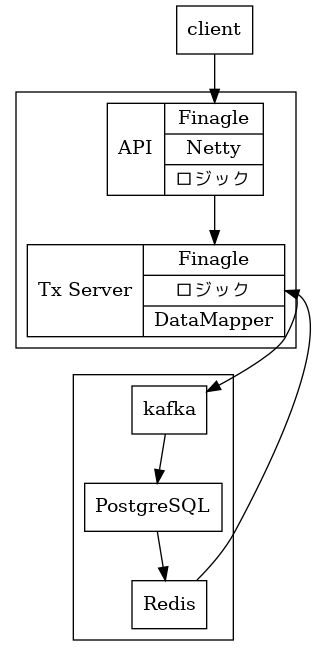 client
API
Finagle
Netty
ロジック
Tx Server
Finagle
ロジック
DataMapper
kafka
PostgreSQL
Redis